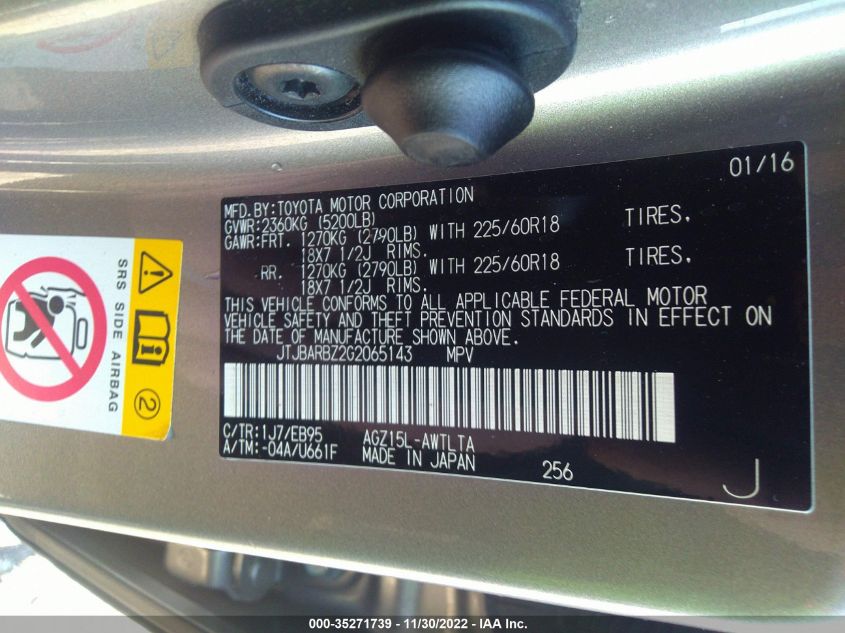 01/16
MFD.BY:TOYOTA MOTOR CORPORATION
GVWR:2360KG (5200LB)
GAWR:FRT. 1270KG (2790LB) WITH 225/60R18 TIRES,
18X7 1/2J RIMS.
RR. 1270KG (2790LB) WITH 225/60R18 TIRES,
18X7 1/2J RIMS.
THIS VEHICLE CONFORMS TO ALL APPLICABLE FEDERAL MOTOR
VEHICLE SAFETY AND THEFT PREVENTION STANDARDS IN EFFECT ON
THE DATE OF MANUFACTURE SHOWN ABOVE.
JTJBARBZ2G2065143 MPV
C/TR:1J7/EB95 AGZ15L-AWTLTA
A/TM:-04A/U661F MADE IN JAPAN 256 J
SRS SIDE AIRBAG
2
000-35271739 - 11/30/2022 - IAA Inc.